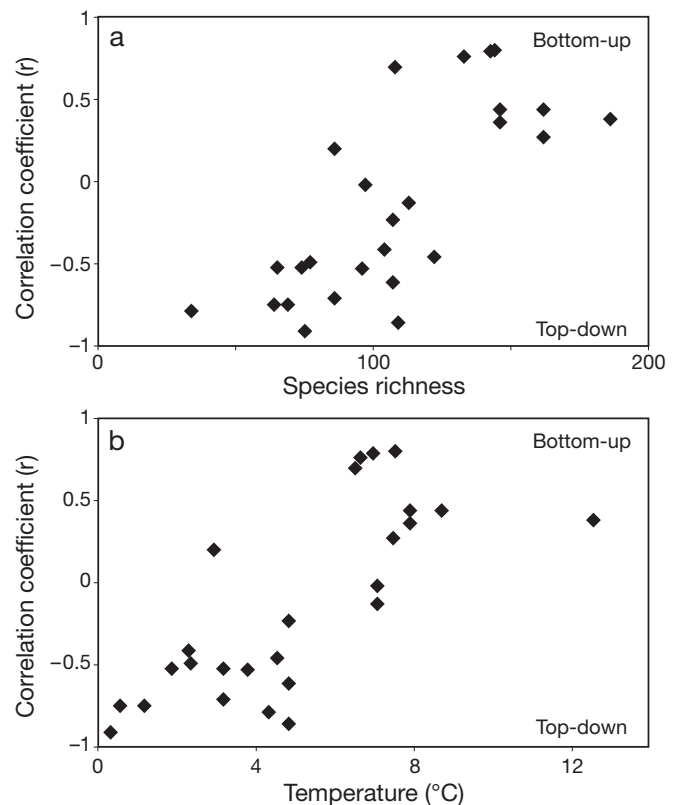 a
Bottom-up
1
0.5
0
−0.5
−1
Correlation coefficient (r)
Top-down
0
100
200
Species richness
b
Bottom-up
1
0.5
0
−0.5
−1
Correlation coefficient (r)
Top-down
0
4
8
12
Temperature (°C)